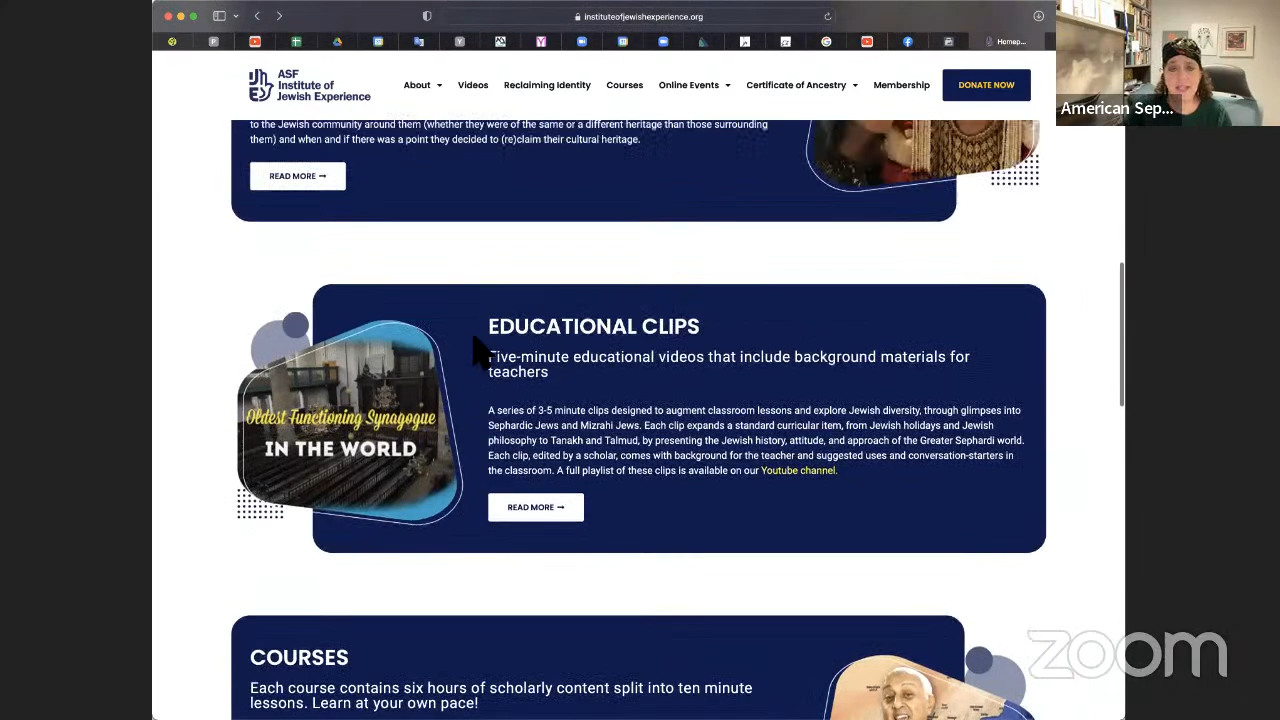 instituteofjewishexperience.org
Homep...
American Sep...
ASF
Institute of
Jewish Experience
About
Videos
Reclaiming Identity
Courses
Online Events
Certificate of Ancestry
Membership
DONATE NOW
to the Jewish community around them (whether they were of the same or a different heritage than those surrounding
them) and when and if there was a point they decided to (re)claim their cultural heritage.
READ MORE
EDUCATIONAL CLIPS
Five-minute educational videos that include background materials for
teachers
Oldest Functioning Synagogue
IN THE WORLD
A series of 3-5 minute clips designed to augment classroom lessons and explore Jewish diversity, through glimpses into
Sephardic Jews and Mizrahi Jews. Each clip expands a standard curricular item, from Jewish holidays and Jewish
philosophy to Tanakh and Talmud, by presenting the Jewish history, attitude, and approach of the Greater Sephardi world.
Each clip, edited by a scholar, comes with background for the teacher and suggested uses and conversation-starters in
the classroom. A full playlist of these clips is available on our Youtube channel.
READ MORE
COURSES
Each course contains six hours of scholarly content split into ten minute
lessons. Learn at your own pace!
zoom